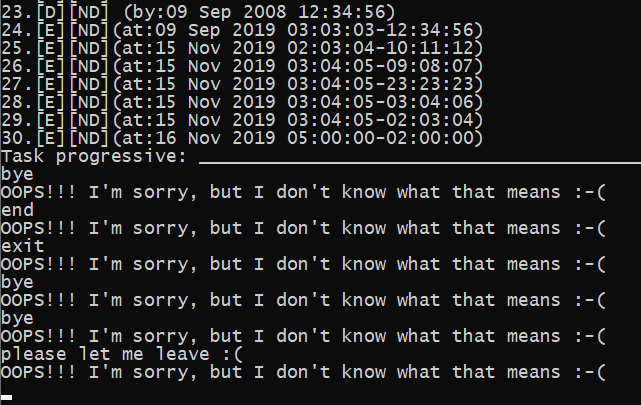 23.[D][ND] (by:09 Sep 2008 12:34:56)
24.[E][ND](at:09 Sep 2019 03:03:03-12:34:56)
25.[E][ND](at:15 Nov 2019 02:03:04-10:11:12)
26.[E][ND](at:15 Nov 2019 03:04:05-09:08:07)
27.[E][ND](at:15 Nov 2019 03:04:05-23:23:23)
28.[E][ND](at:15 Nov 2019 03:04:05-03:04:06)
29.[E][ND](at:15 Nov 2019 03:04:05-02:03:04)
30.[E][ND](at:16 Nov 2019 05:00:00-02:00:00)
Task progressive: ________________________________________
bye
OOPS!!! I'm sorry, but I don't know what that means :-(
end
OOPS!!! I'm sorry, but I don't know what that means :-(
exit
OOPS!!! I'm sorry, but I don't know what that means :-(
bye
OOPS!!! I'm sorry, but I don't know what that means :-(
bye
OOPS!!! I'm sorry, but I don't know what that means :-(
please let me leave :(
OOPS!!! I'm sorry, but I don't know what that means :-(